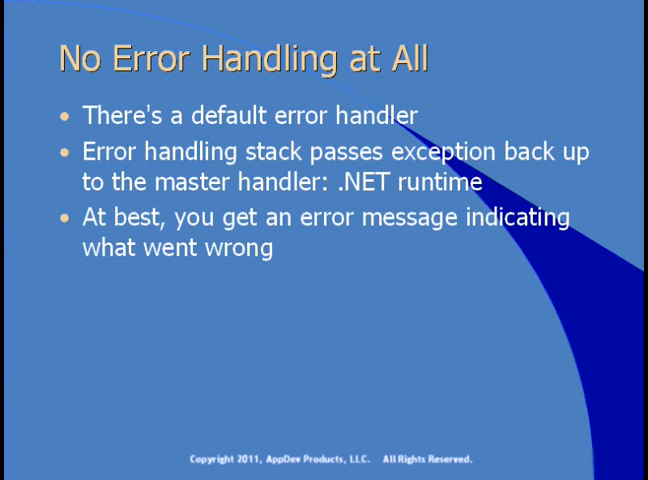 No Error Handling at All
• There's a default error handler
• Error handling stack passes exception back up
to the master handler: .NET runtime
• At best, you get an error message indicating
what went wrong
Copyright 2011, AppDev Products, LLC. All Rights Reserved.